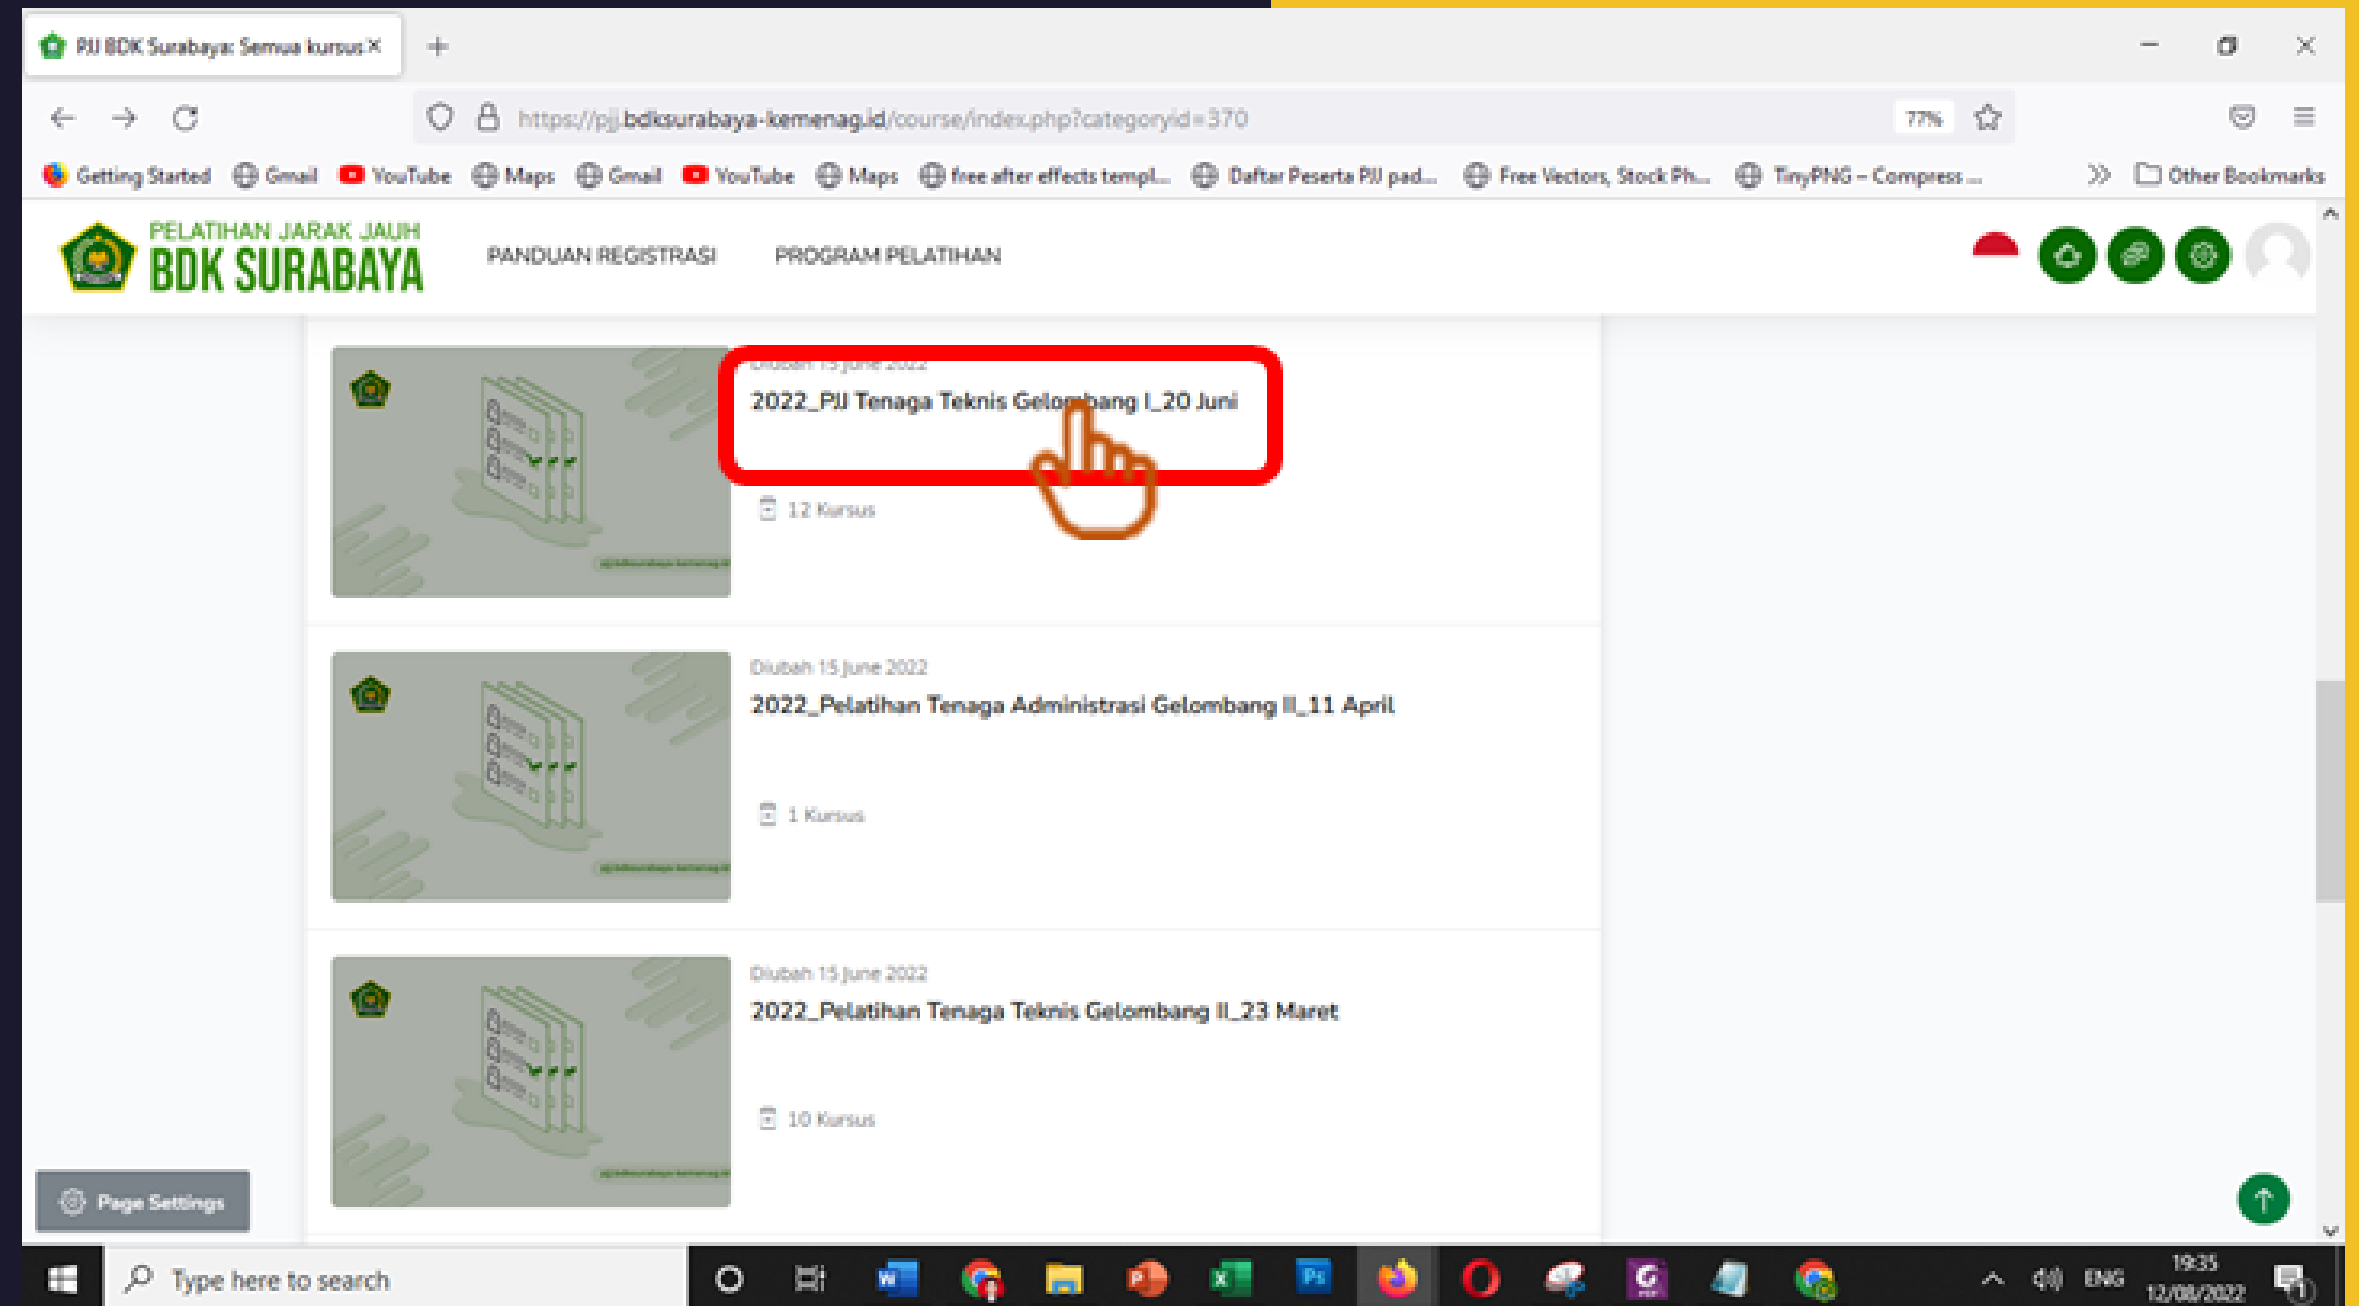 PJJ BDK Surabaya: Semua kursus
https://pjj.bdksurabaya-kemenag.id/course/index.php?categoryid=370
77%
Getting Started Gmail YouTube Maps Gmail YouTube Maps free after effects templ... Daftar Peserta PJJ pad... Free Vectors, Stock Ph... TinyPNG – Compress ... Other Bookmarks
PELATIHAN JARAK JAUH
BDK SURABAYA
PANDUAN REGISTRASI PROGRAM PELATIHAN
Diubah 15 June 2022
2022_PJJ Tenaga Teknis Gelombang I_20 Juni
12 Kursus
Diubah 15 June 2022
2022_Pelatihan Tenaga Administrasi Gelombang II_11 April
1 Kursus
Diubah 15 June 2022
2022_Pelatihan Tenaga Teknis Gelombang II_23 Maret
10 Kursus
Page Settings
Type here to search
ENG
19:35
12/08/2022